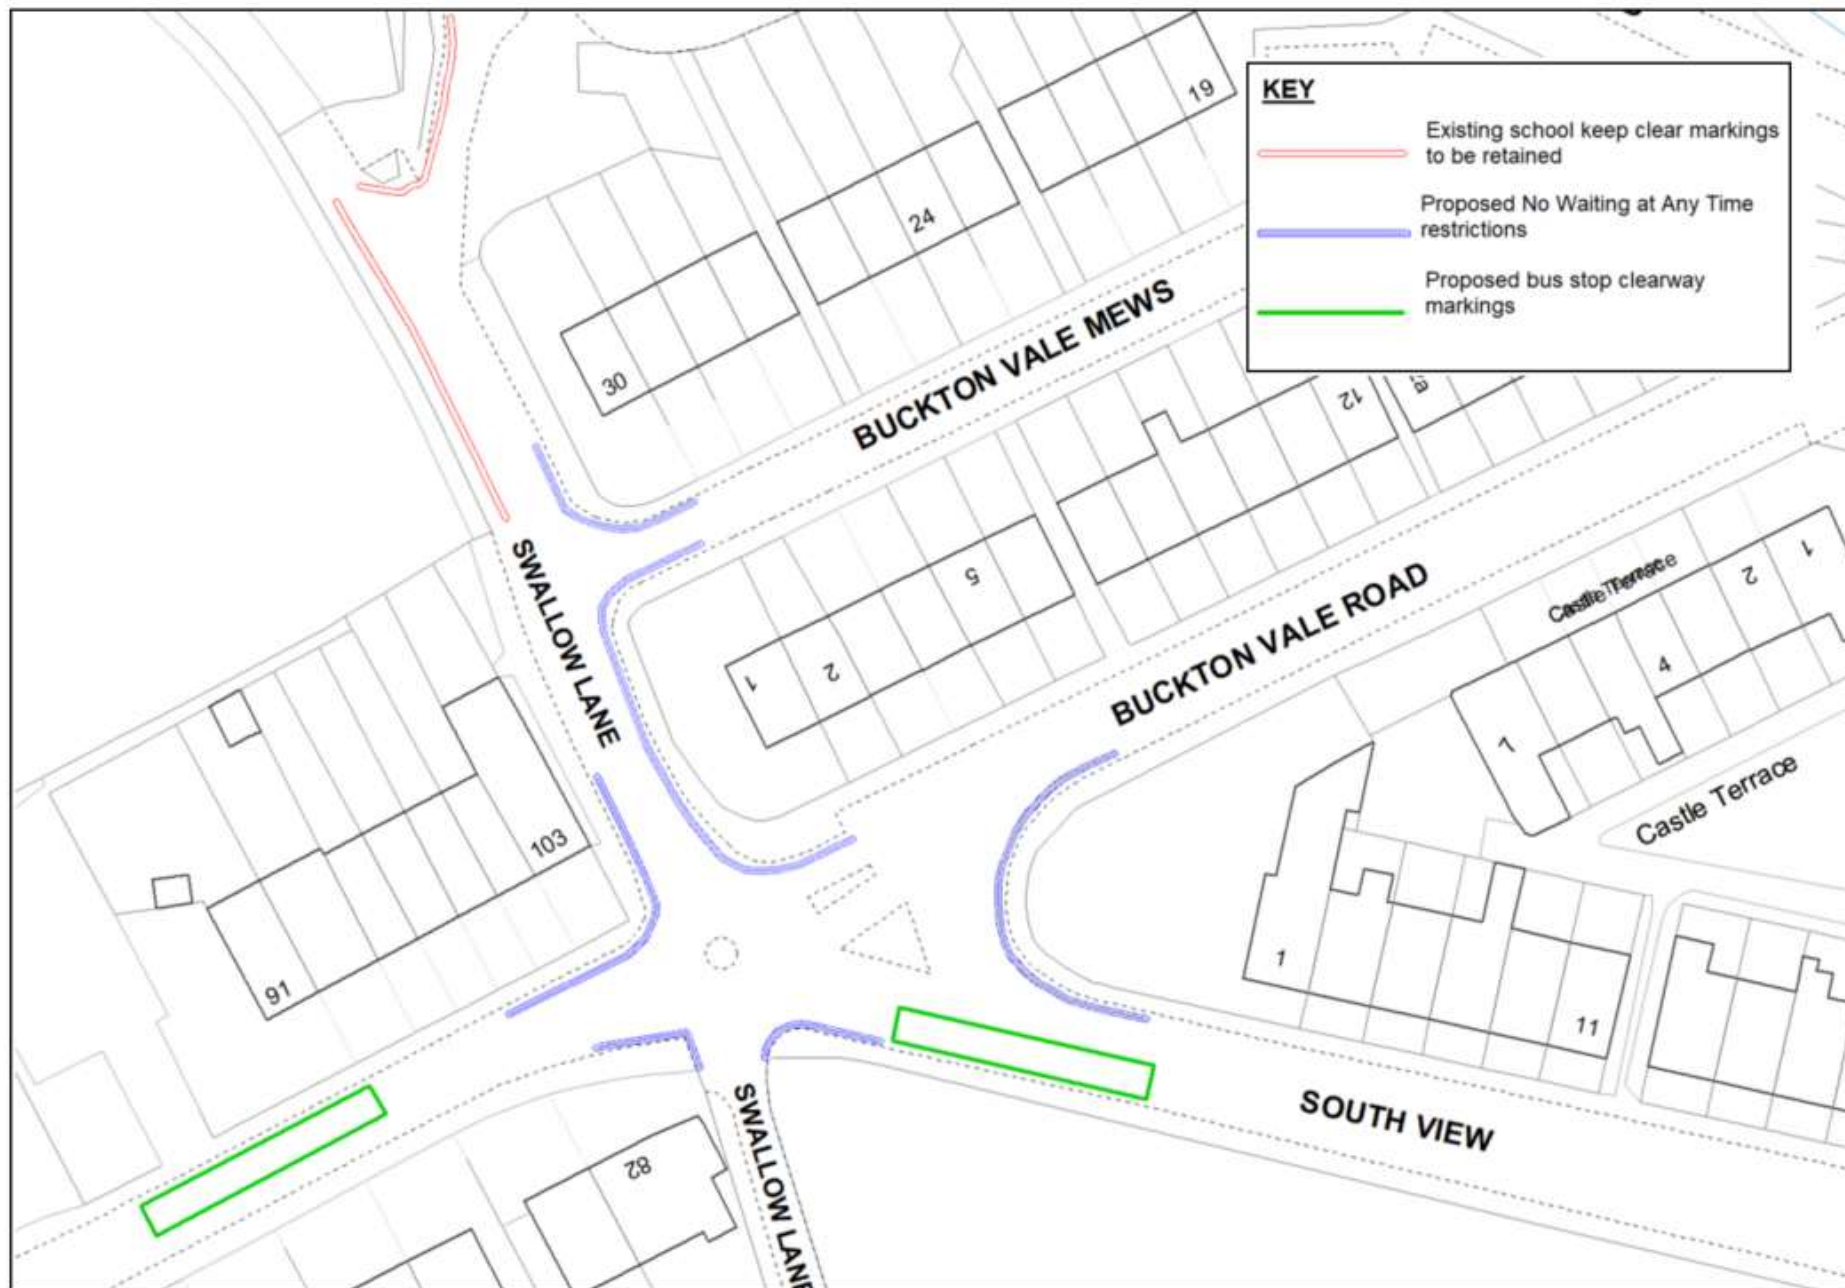 KEY
Existing school keep clear markings
to be retained
Proposed No Waiting at Any Time
restrictions
Proposed bus stop clearway
markings
19
24
30
BUCKTON VALE MEWS
12
5
2
1
SWALLOW LANE
BUCKTON VALE ROAD
Castle Terrace
1
2
4
7
Castle Terrace
103
91
1
11
SOUTH VIEW
82
SWALLOW LANE